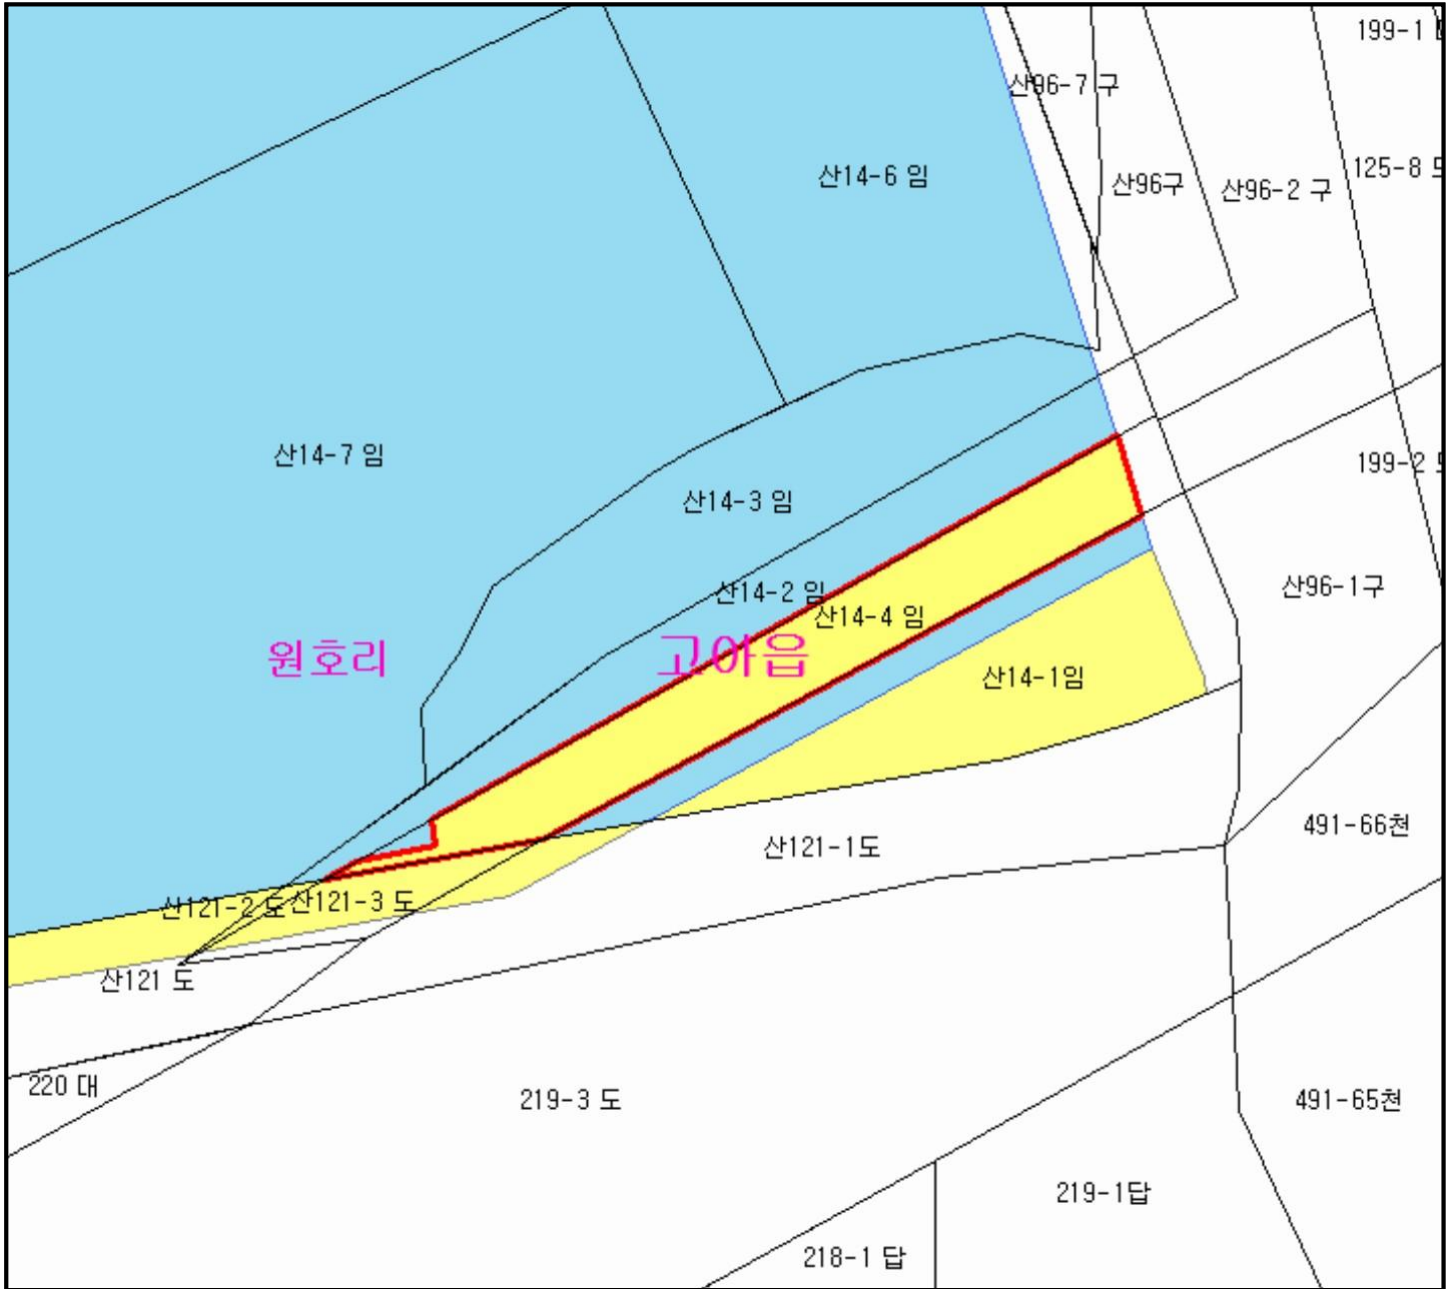 199-1
산96-7 구
125-8
산14-6 임
산96구
산96-2 구
산14-7 임
199-2
산14-3 임
산14-2 임
산96-1구
산14-4 임
원호리
고아읍
산14-1임
491-66천
산121-1도
산121-2 도
산121-3 도
산121 도
220 대
219-3 도
491-65천
219-1답
218-1 답